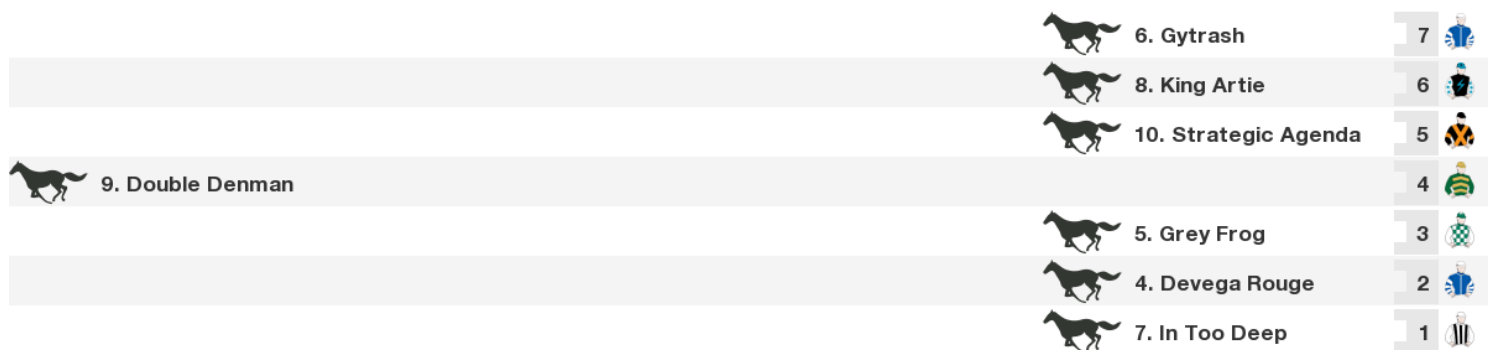 6. Gytrash 7
8. King Artie 6
10. Strategic Agenda 5
9. Double Denman 4
5. Grey Frog 3
4. Devega Rouge 2
7. In Too Deep 1